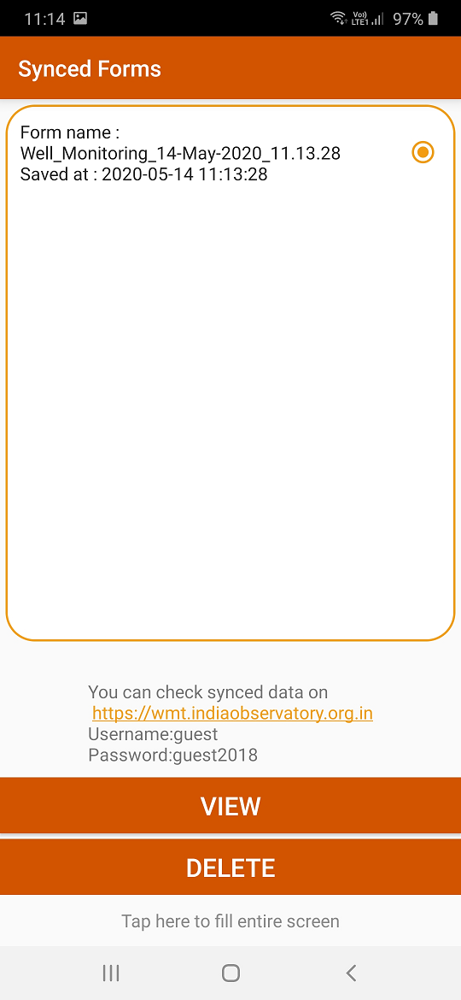 11:14
Vo)) LTE1 97%
Synced Forms
Form name :
Well_Monitoring_14-May-2020_11.13.28
Saved at : 2020-05-14 11:13:28
You can check synced data on
https://wmt.indiaobservatory.org.in
Username:guest
Password:guest2018
VIEW
DELETE
Tap here to fill entire screen